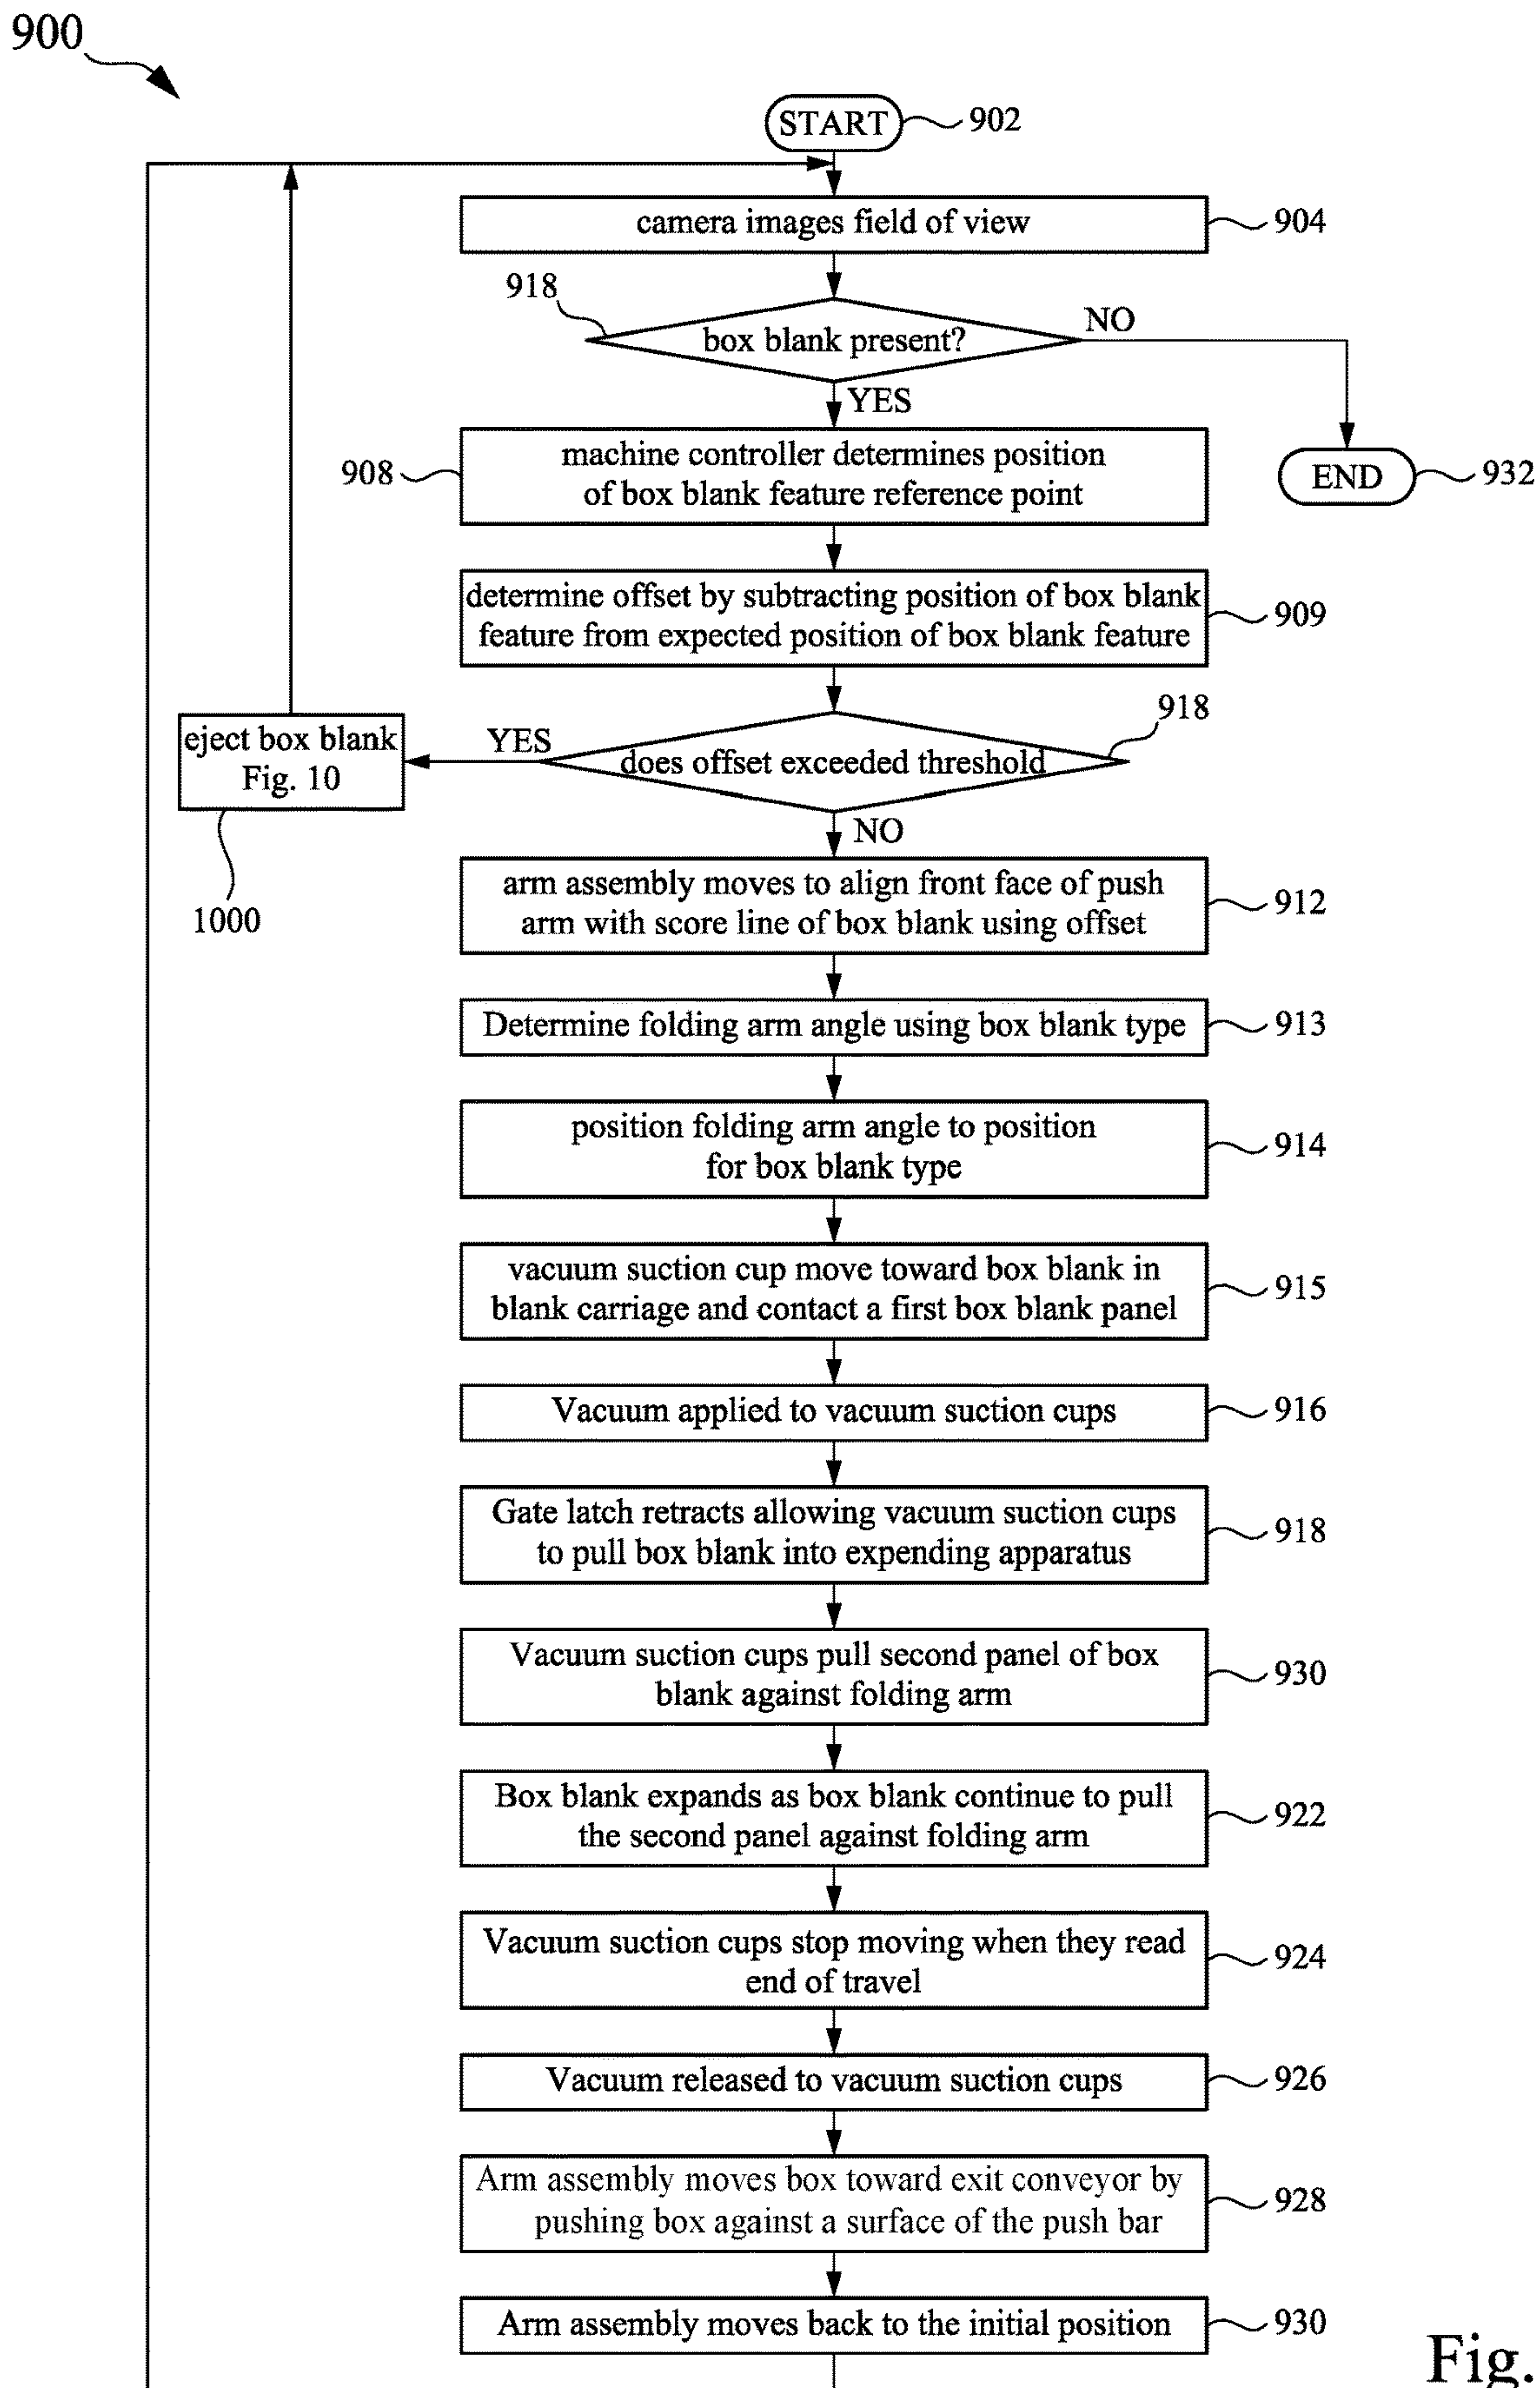 900
START
902
camera images field of view
904
918
box blank present?
NO
YES
machine controller determines position
of box blank feature reference point
908
END
932
determine offset by subtracting position of box blank
feature from expected position of box blank feature
909
918
does offset exceeded threshold
YES
eject box blank
Fig. 10
1000
NO
arm assembly moves to align front face of push
arm with score line of box blank using offset
912
Determine folding arm angle using box blank type
913
position folding arm angle to position
for box blank type
914
vacuum suction cup move toward box blank in
blank carriage and contact a first box blank panel
915
Vacuum applied to vacuum suction cups
916
Gate latch retracts allowing vacuum suction cups
to pull box blank into expending apparatus
918
Vacuum suction cups pull second panel of box
blank against folding arm
930
Box blank expands as box blank continue to pull
the second panel against folding arm
922
Vacuum suction cups stop moving when they read
end of travel
924
Vacuum released to vacuum suction cups
926
Arm assembly moves box toward exit conveyor by
pushing box against a surface of the push bar
928
Arm assembly moves back to the initial position
930
Fig.